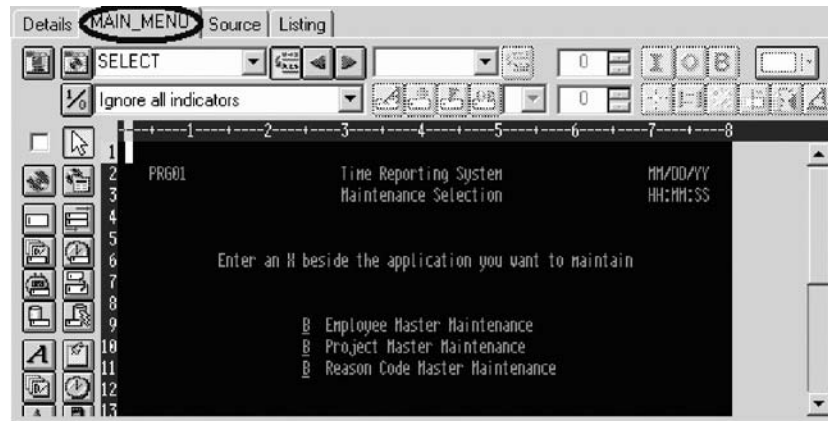 Details MAIN_MENU Source Listing
SELECT 0 I O B
1/0 Ignore all indicators 0
--+----1----+----2----+----3----+----4----+----5----+----6----+----7----+----8
1
2 PRG01 Time Reporting System MM/DD/YY
3 Maintenance Selection HH:MM:SS
4
5
6 Enter an X beside the application you want to maintain
7
8
9 B Employee Master Maintenance
10 B Project Master Maintenance
11 B Reason Code Master Maintenance
12
13